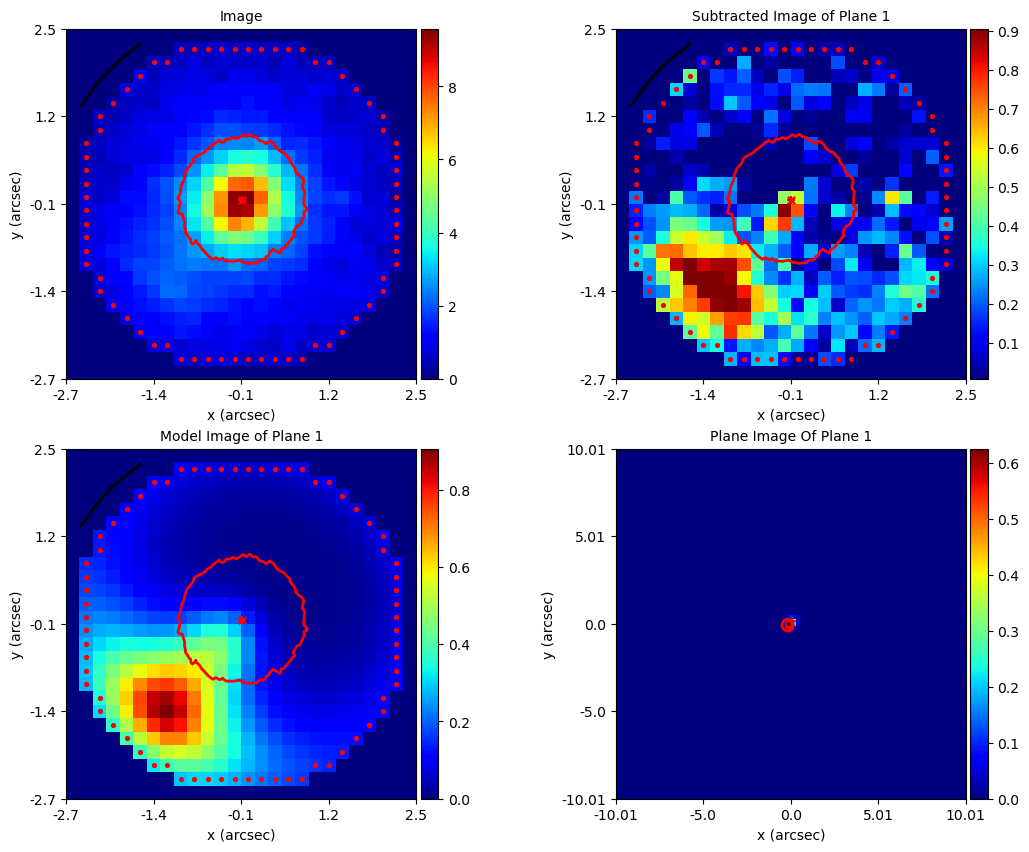 Image
Subtracted Image of Plane 1
2.5
1.2
-0.1
-1.4
-2.7
y (arcsec)
-2.7 -1.4 -0.1 1.2 2.5
x (arcsec)
8
6
4
2
0
2.5
1.2
-0.1
-1.4
-2.7
y (arcsec)
-2.7 -1.4 -0.1 1.2 2.5
x (arcsec)
0.9
0.8
0.7
0.6
0.5
0.4
0.3
0.2
0.1
Model Image of Plane 1
Plane Image Of Plane 1
2.5
1.2
-0.1
-1.4
-2.7
y (arcsec)
-2.7 -1.4 -0.1 1.2 2.5
x (arcsec)
0.8
0.6
0.4
0.2
0.0
10.01
5.01
0.0
-5.0
-10.01
y (arcsec)
-10.01 -5.0 0.0 5.01 10.01
x (arcsec)
0.6
0.5
0.4
0.3
0.2
0.1
0.0